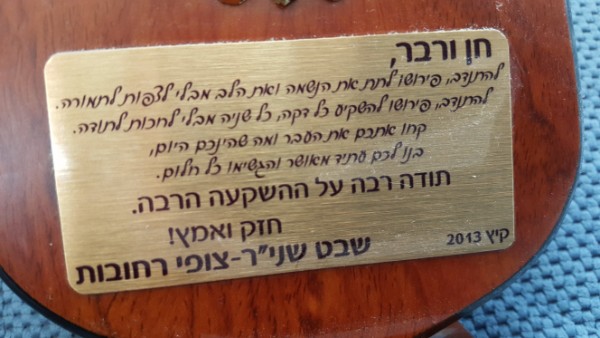 חן ורבר,
להתנדב, פירושו לתת את הנשמה ואת הלב מבלי לצפות לתמורה.
להתנדב, פירושו להשקיע כל דקה, כל שניה מבלי לחכות לתודה.
קחו אתכם את העבר ומה שהינכם היום,
בנו לכם עתיד מאושר והגשימו כל חלום.
תודה רבה על ההשקעה הרבה.
חזק ואמץ!
שבט שני"ר-צופי רחובות
קיץ 2013